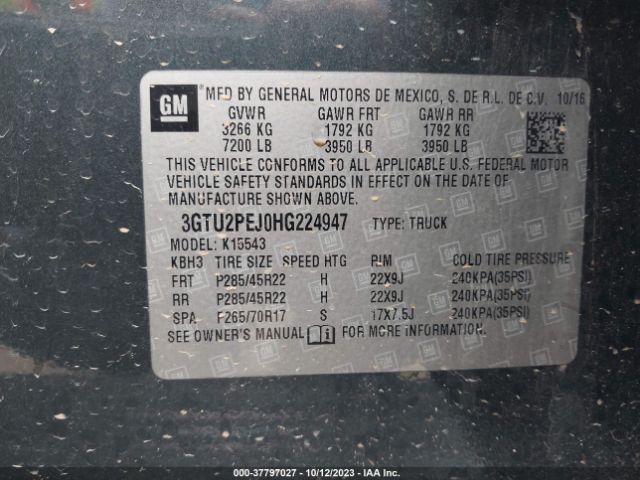 GM
MFD BY GENERAL MOTORS DE MEXICO, S. DE R.L. DE C.V. 10/16
GVWR GAWR FRT GAWR RR
3266 KG 1792 KG 1792 KG
7200 LB 3950 LB 3950 LB
THIS VEHICLE CONFORMS TO ALL APPLICABLE U.S. FEDERAL MOTOR
VEHICLE SAFETY STANDARDS IN EFFECT ON THE DATE OF
MANUFACTURE SHOWN ABOVE.
3GTU2PEJ0HG224947 TYPE: TRUCK
MODEL: K15543
KBH3 TIRE SIZE SPEED RTG RIM COLD TIRE PRESSURE
FRT P285/45R22 H 22X9J 240KPA(35PSI)
RR P285/45R22 H 22X9J 240KPA(35PSI)
SPA P265/70R17 S 17X7.5J 240KPA(35PSI)
SEE OWNER'S MANUAL FOR MORE INFORMATION.
000-37797027 - 10/12/2023 - IAA Inc.